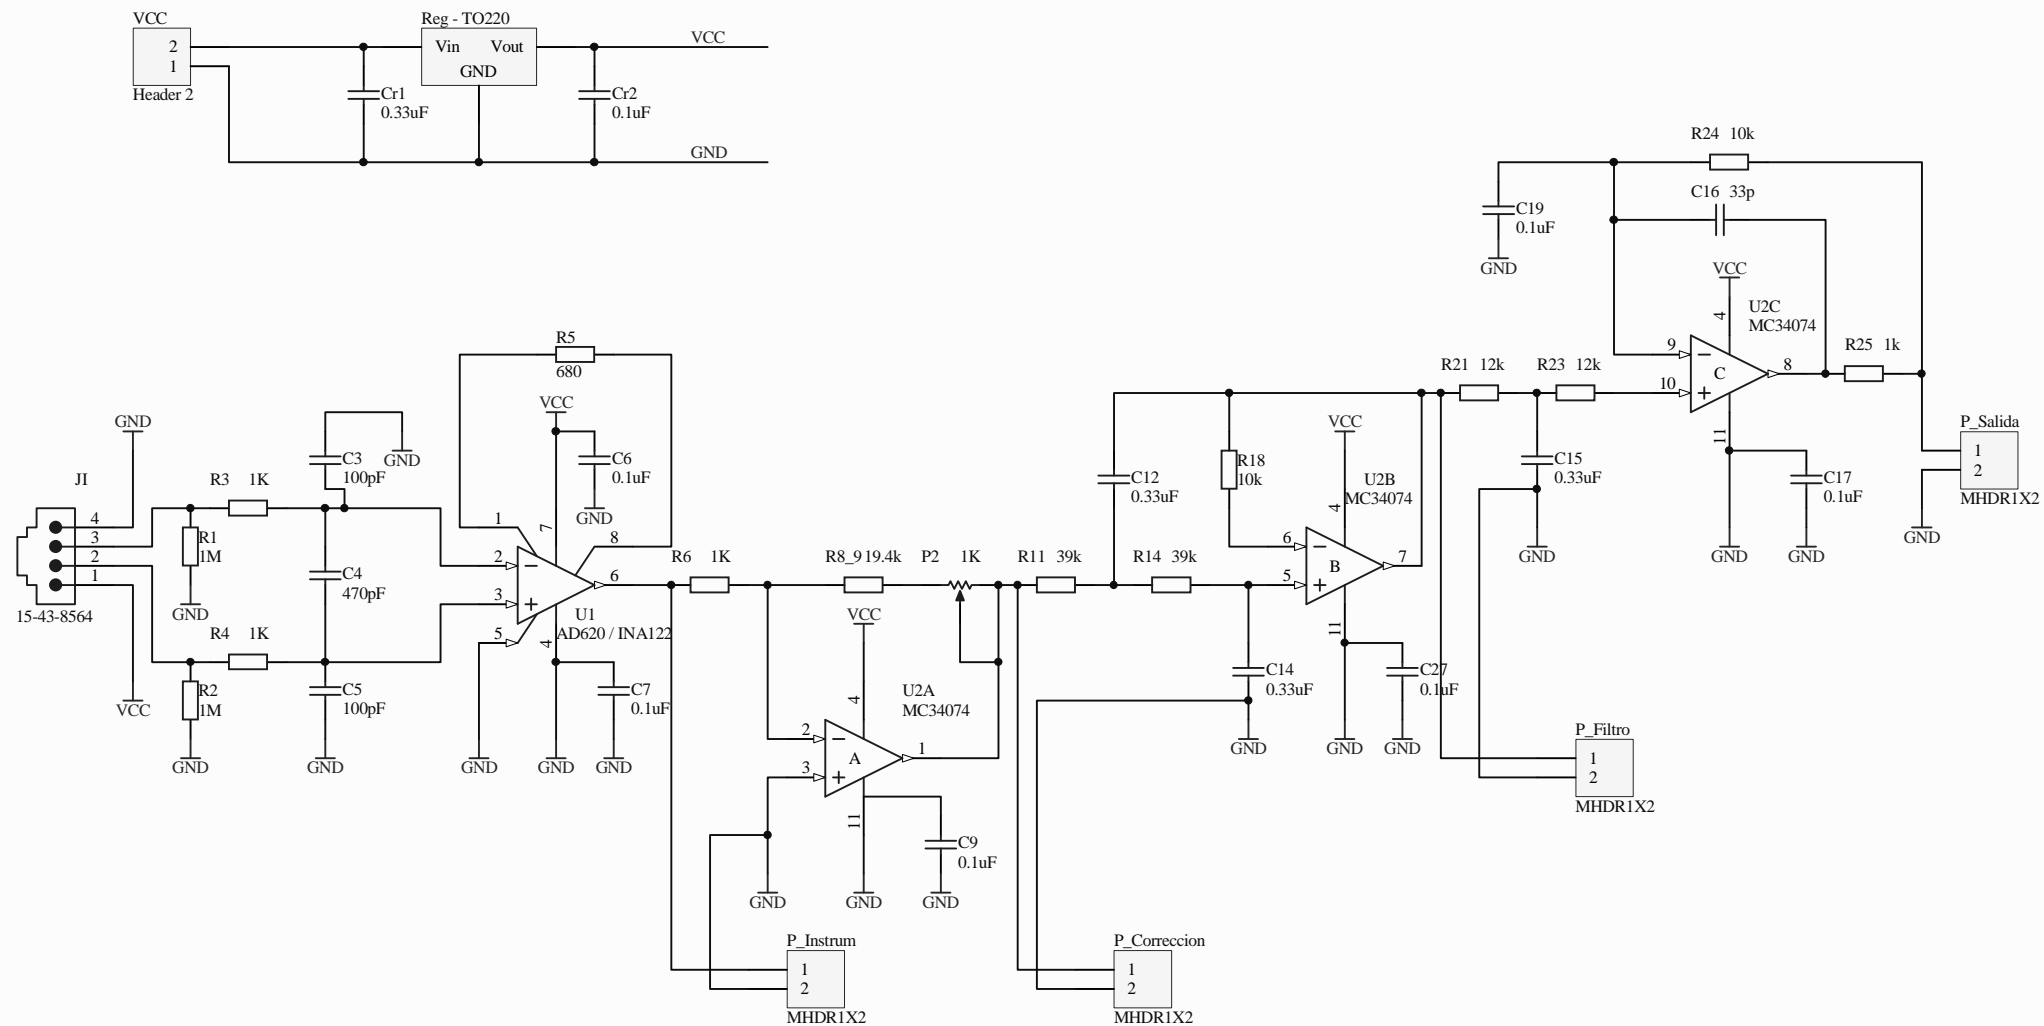 VCC
2
1
Header 2
Reg - TO220
Vin Vout
GND
Cr1
0.33uF
Cr2
0.1uF
VCC
GND
R24 10k
C16 33p
C19
0.1uF
GND
VCC
4
U2C
MC34074
9
10
C
8
11
R25 1k
R21 12k
R23 12k
C15
0.33uF
GND
GND
C17
0.1uF
GND
P_Salida
1
2
MHDR1X2
GND
R5
680
VCC
C6
0.1uF
GND
GND
JI
4
3
2
1
15-43-8564
VCC
R3 1K
R1
1M
GND
R4 1K
R2
1M
GND
C3
100pF
GND
C4
470pF
C5
100pF
GND
1
7
8
2
3
5
4
6
U1
AD620 / INA122
GND
GND
C7
0.1uF
GND
R6 1K
R8_9 19.4k
P2 1K
VCC
4
U2A
MC34074
2
3
A
1
11
C9
0.1uF
GND
GND
GND
P_Instrum
1
2
MHDR1X2
R11 39k
R14 39k
C12
0.33uF
R18
10k
VCC
4
U2B
MC34074
6
5
B
7
11
C14
0.33uF
GND
GND
C27
0.1uF
GND
P_Correccion
1
2
MHDR1X2
P_Filtro
1
2
MHDR1X2